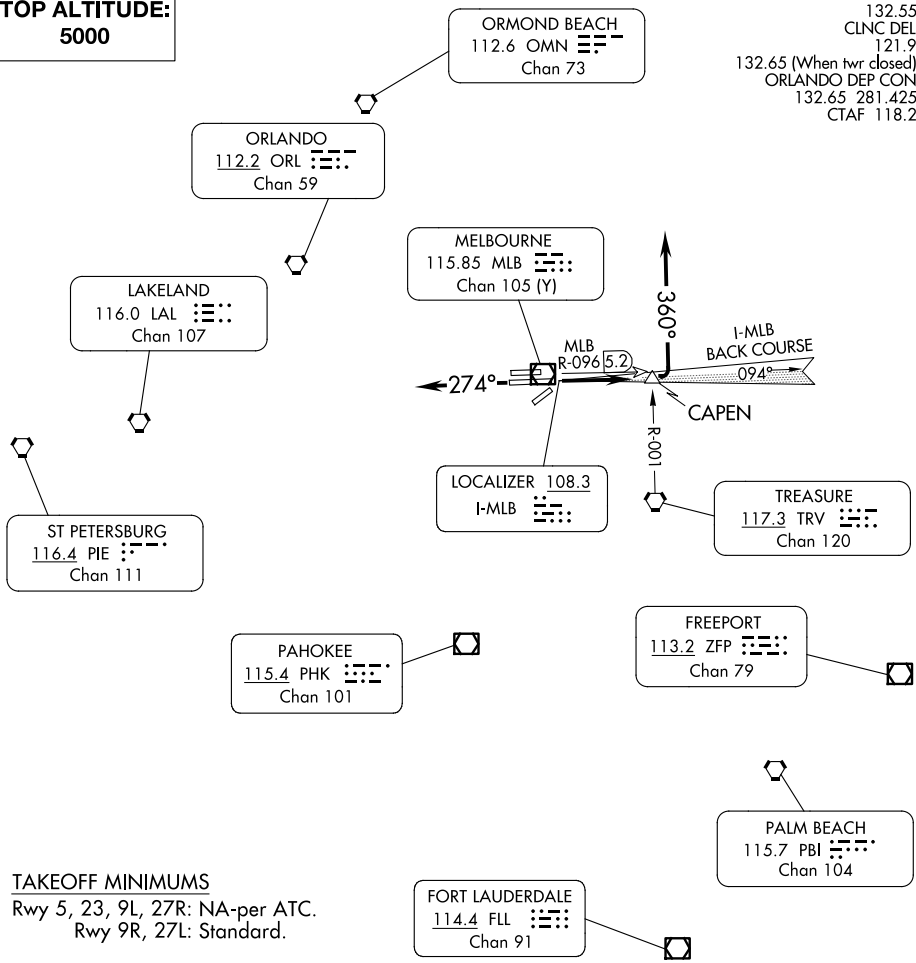 TOP ALTITUDE:
5000
132.55
CLNC DEL
121.9
132.65 (When twr closed)
ORLANDO DEP CON
132.65 281.425
CTAF 118.2
ORMOND BEACH
112.6 OMN
Chan 73
ORLANDO
112.2 ORL
Chan 59
MELBOURNE
115.85 MLB
Chan 105 (Y)
LAKELAND
116.0 LAL
Chan 107
360°
I-MLB
BACK COURSE
094°
MLB
R-096 5.2
274°
CAPEN
R-001
LOCALIZER 108.3
I-MLB
TREASURE
117.3 TRV
Chan 120
ST PETERSBURG
116.4 PIE
Chan 111
PAHOKEE
115.4 PHK
Chan 101
FREEPORT
113.2 ZFP
Chan 79
PALM BEACH
115.7 PBI
Chan 104
FORT LAUDERDALE
114.4 FLL
Chan 91
TAKEOFF MINIMUMS
Rwy 5, 23, 9L, 27R: NA-per ATC.
Rwy 9R, 27L: Standard.